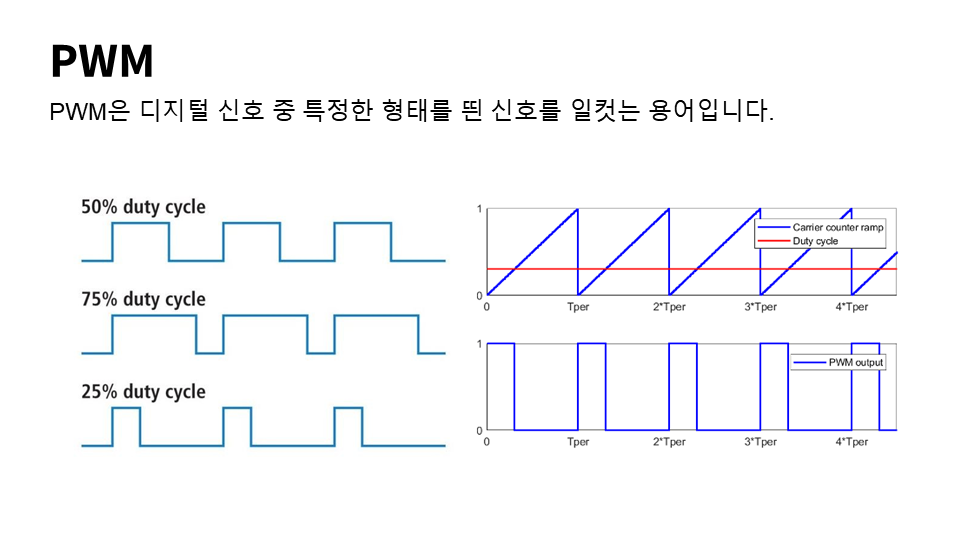 PWM
PWM은 디지털 신호 중 특정한 형태를 띈 신호를 일컷는 용어입니다.
50% duty cycle
75% duty cycle
25% duty cycle
1
Carrier counter ramp
Duty cycle
0
0 Tper 2*Tper 3*Tper 4*Tper
1
PWM output
0
0 Tper 2*Tper 3*Tper 4*Tper